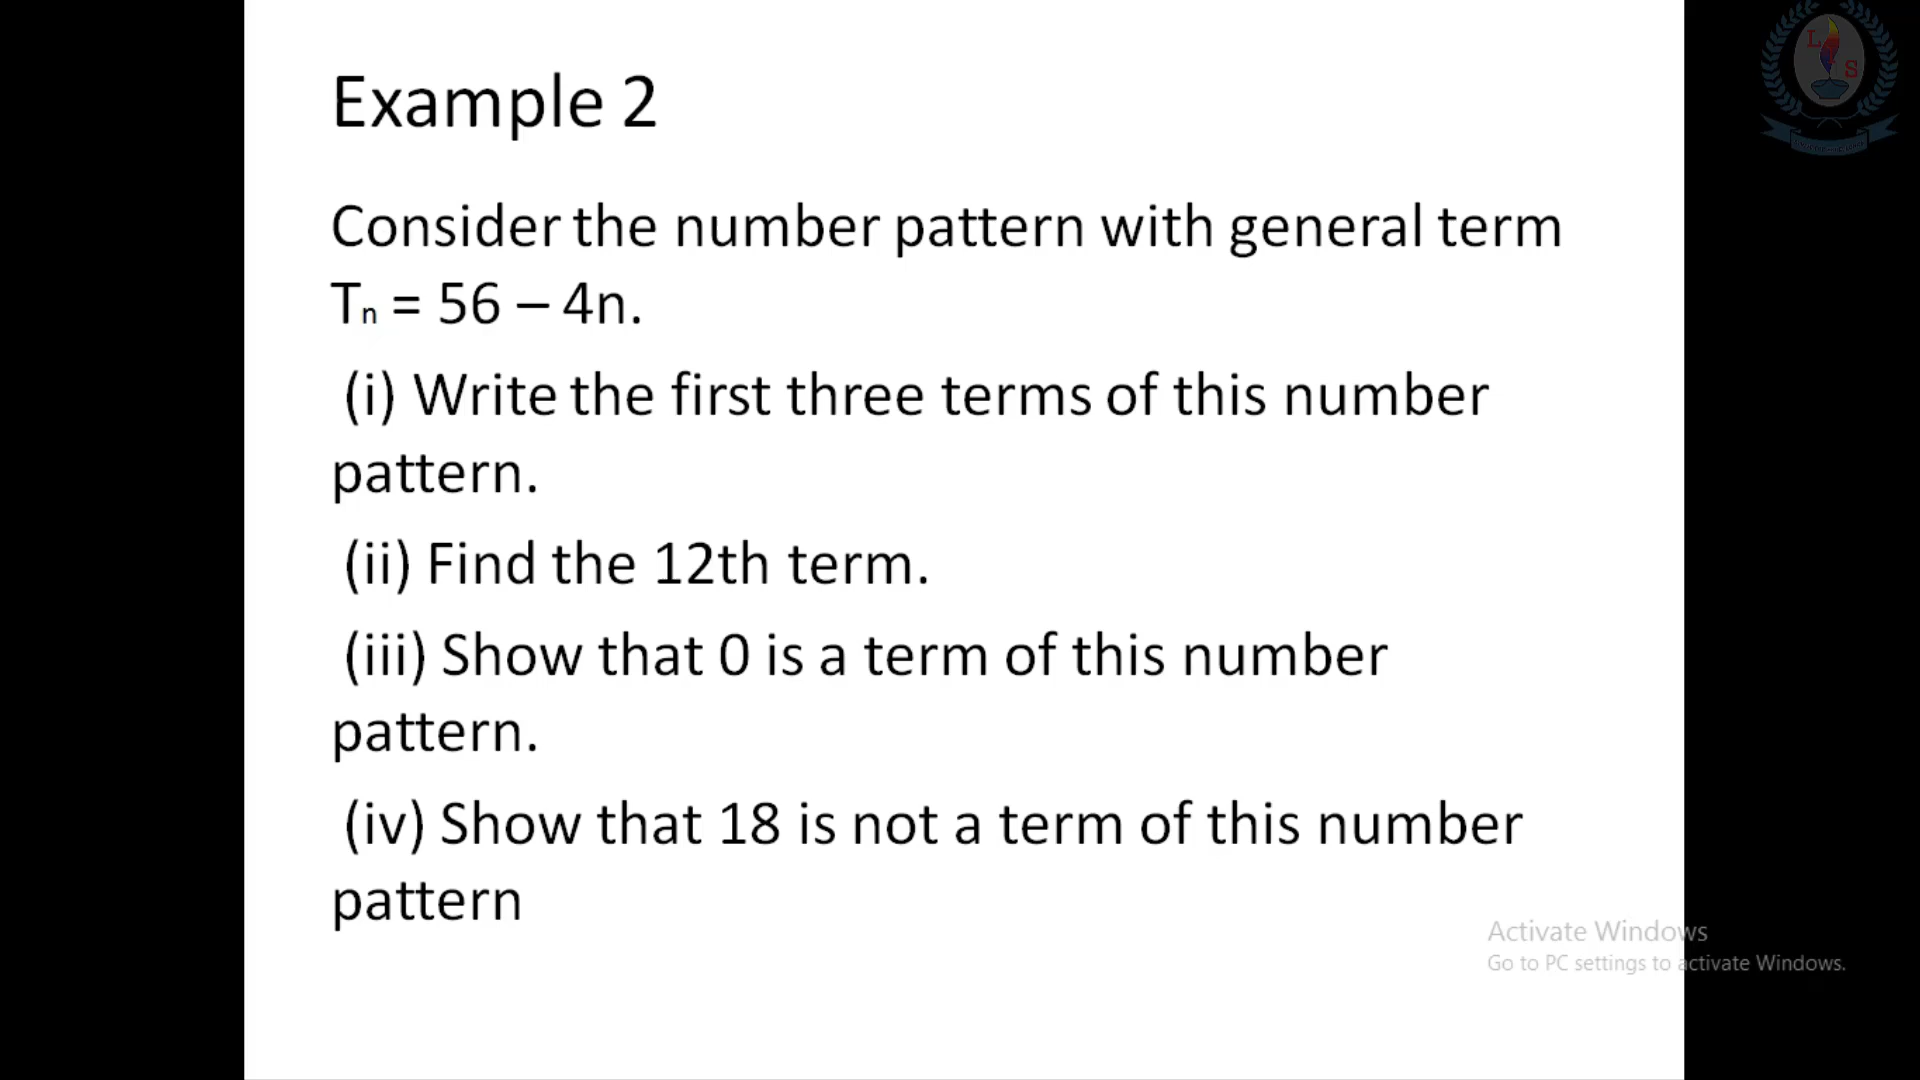 Example 2
Consider the number pattern with general term
Tn = 56 – 4n.
(i) Write the first three terms of this number
pattern.
(ii) Find the 12th term.
(iii) Show that 0 is a term of this number
pattern.
(iv) Show that 18 is not a term of this number
pattern
Activate Windows
Go to PC settings to activate Windows.
L
S